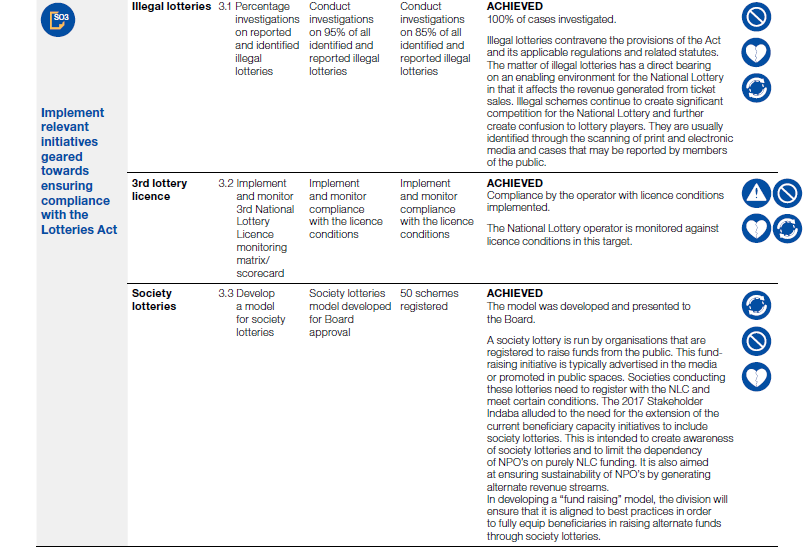 SO3
Implement
relevant
initiatives
geared
towards
ensuring
compliance
with the
Lotteries Act
Illegal lotteries
3.1 Percentage
investigations
on reported
and identified
illegal
lotteries
Conduct
investigations
on 95% of all
identified and
reported illegal
lotteries
Conduct
investigations
on 85% of all
identified and
reported illegal
lotteries
ACHIEVED
100% of cases investigated.
Illegal lotteries contravene the provisions of the Act
and its applicable regulations and related statutes.
The matter of illegal lotteries has a direct bearing
on an enabling environment for the National Lottery
in that it affects the revenue generated from ticket
sales. Illegal schemes continue to create significant
competition for the National Lottery and further
create confusion to lottery players. They are usually
identified through the scanning of print and electronic
media and cases that may be reported by members
of the public.
3rd lottery
licence
3.2 Implement
and monitor
3rd National
Lottery
Licence
monitoring
matrix/
scorecard
Implement
and monitor
compliance
with the licence
conditions
Implement
and monitor
compliance
with the licence
conditions
ACHIEVED
Compliance by the operator with licence conditions
implemented.
The National Lottery operator is monitored against
licence conditions in this target.
Society
lotteries
3.3 Develop
a model
for society
lotteries
Society lotteries
model developed
for Board
approval
50 schemes
registered
ACHIEVED
The model was developed and presented to
the Board.
A society lottery is run by organisations that are
registered to raise funds from the public. This fund-
raising initiative is typically advertised in the media
or promoted in public spaces. Societies conducting
these lotteries need to register with the NLC and
meet certain conditions. The 2017 Stakeholder
Indaba alluded to the need for the extension of the
current beneficiary capacity initiatives to include
society lotteries. This is intended to create awareness
of society lotteries and to limit the dependency
of NPO's on purely NLC funding. It is also aimed
at ensuring sustainability of NPO's by generating
alternate revenue streams.
In developing a “fund raising” model, the division will
ensure that it is aligned to best practices in order
to fully equip beneficiaries in raising alternate funds
through society lotteries.